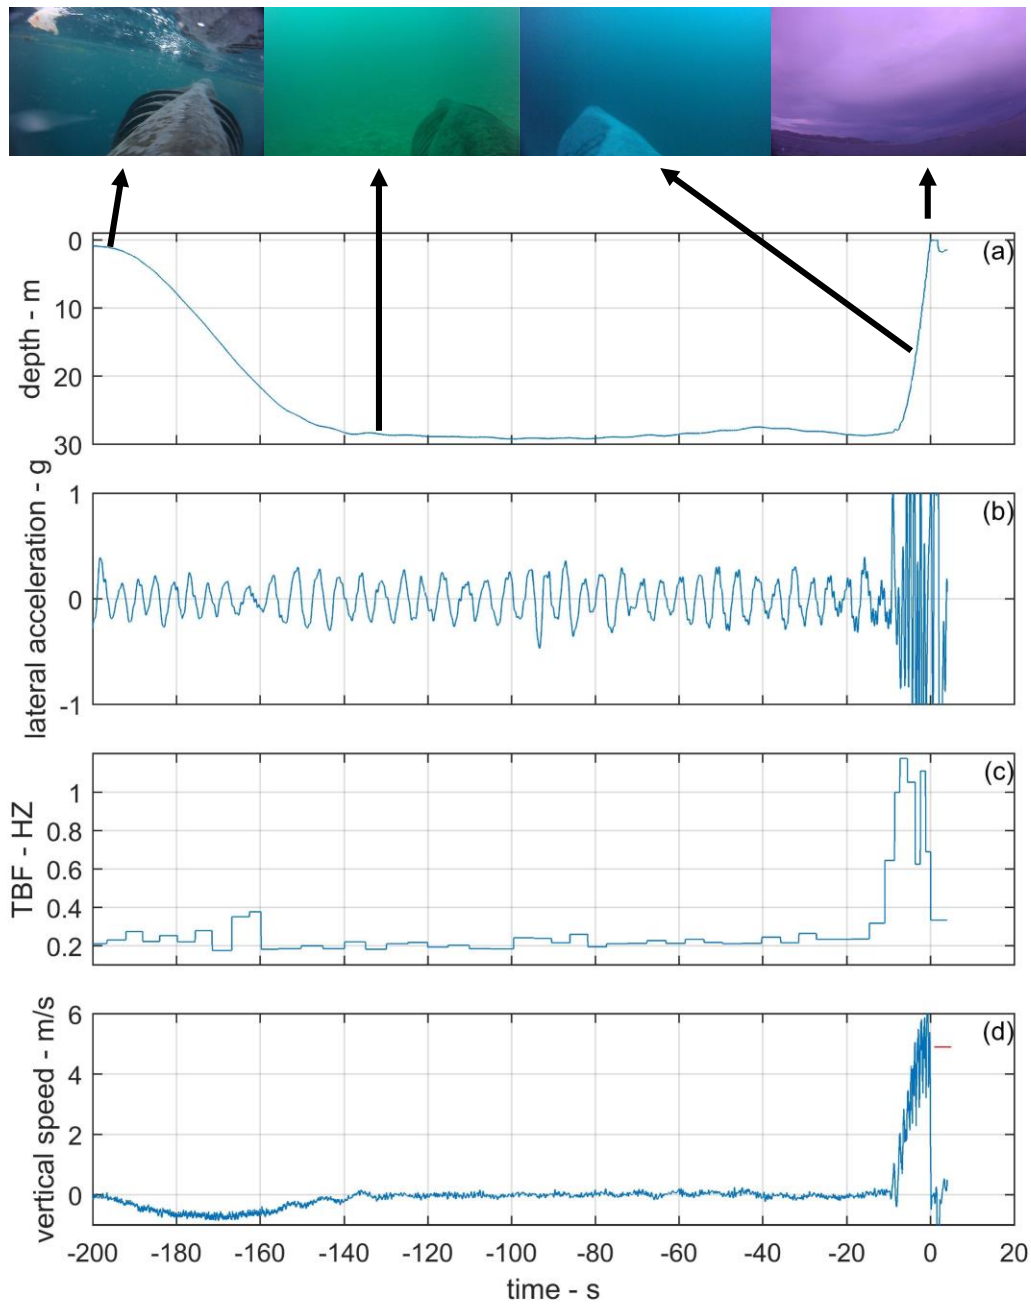 (a)
0
10
20
30
depth - m
(b)
1
0
-1
lateral acceleration - g
(c)
1
0.8
0.6
0.4
0.2
TBF - HZ
(d)
6
4
2
0
vertical speed - m/s
-200 -180 -160 -140 -120 -100 -80 -60 -40 -20 0 20
time - s